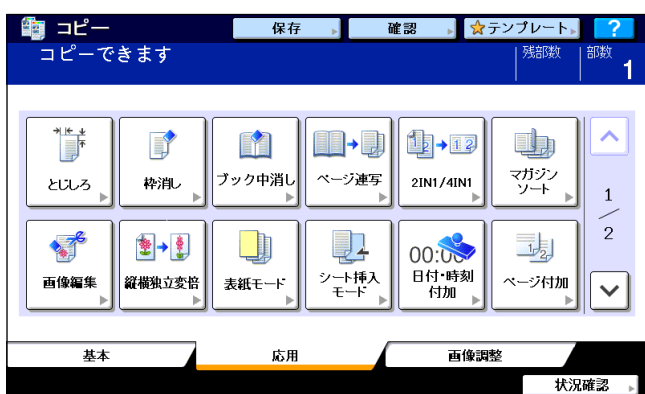 コピー
保存
確認
テンプレート
?
コピーできます
残部数
部数
1
とじしろ
枠消し
ブック中消し
ページ連写
2IN1/4IN1
マガジン
ソート
1
/
2
画像編集
縦横独立変倍
表紙モード
シート挿入
モード
00:00
日付・時刻
付加
ページ付加
基本
応用
画像調整
状況確認